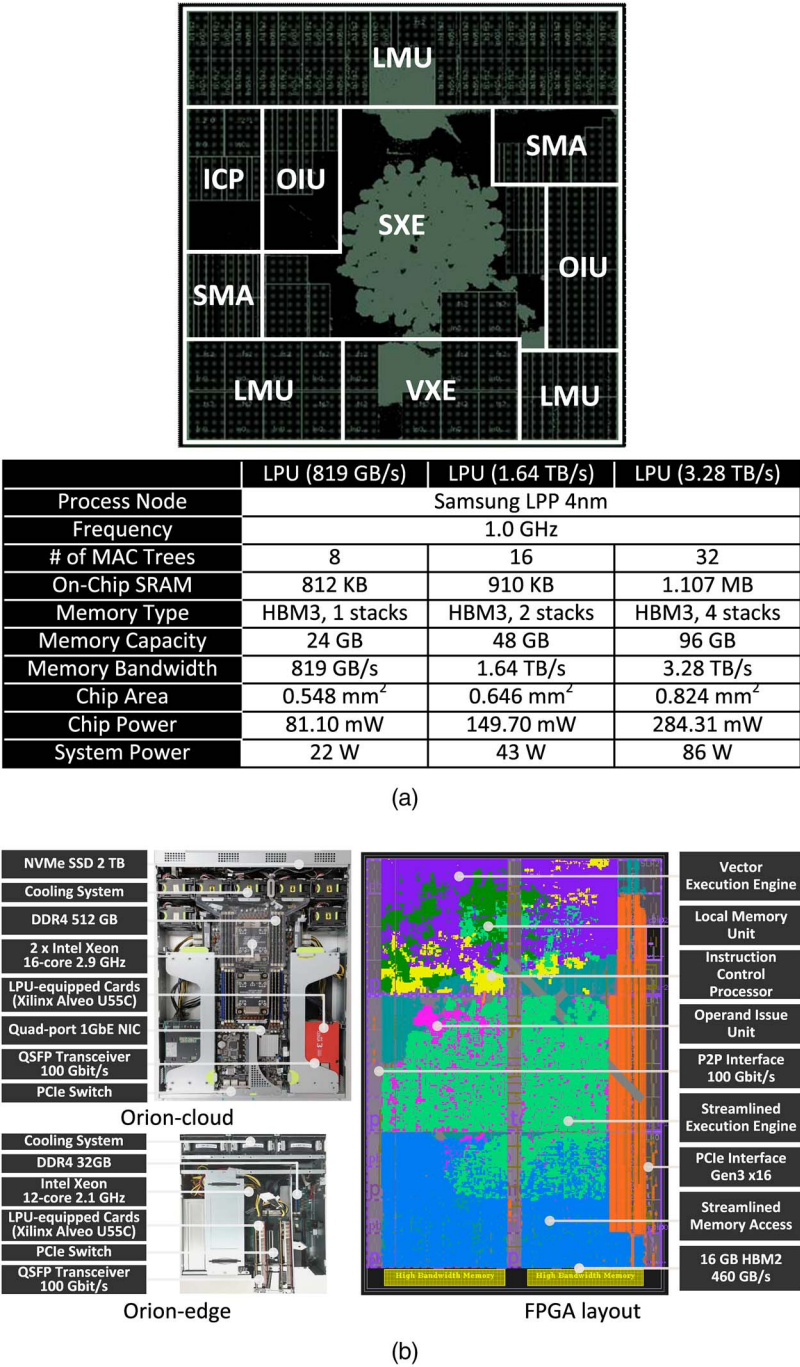 LMU
SMA
ICP
OIU
SXE
OIU
SMA
LMU
VXE
LMU
LPU (819 GB/s) LPU (1.64 TB/s) LPU (3.28 TB/s)
Process Node Samsung LPP 4nm
Frequency 1.0 GHz
# of MAC Trees 8 16 32
On-Chip SRAM 812 KB 910 KB 1.107 MB
Memory Type HBM3, 1 stacks HBM3, 2 stacks HBM3, 4 stacks
Memory Capacity 24 GB 48 GB 96 GB
Memory Bandwidth 819 GB/s 1.64 TB/s 3.28 TB/s
Chip Area 0.548 mm² 0.646 mm² 0.824 mm²
Chip Power 81.10 mW 149.70 mW 284.31 mW
System Power 22 W 43 W 86 W
(a)
NVMe SSD 2 TB
Cooling System
DDR4 512 GB
2 x Intel Xeon
16-core 2.9 GHz
LPU-equipped Cards
(Xilinx Alveo U55C)
Quad-port 1GbE NIC
QSFP Transceiver
100 Gbit/s
PCIe Switch
Orion-cloud
Cooling System
DDR4 32GB
Intel Xeon
12-core 2.1 GHz
LPU-equipped Cards
(Xilinx Alveo U55C)
PCIe Switch
QSFP Transceiver
100 Gbit/s
Orion-edge
Vector
Execution Engine
Local Memory
Unit
Instruction
Control
Processor
Operand Issue
Unit
P2P Interface
100 Gbit/s
Streamlined
Execution Engine
PCIe Interface
Gen3 x16
Streamlined
Memory Access
16 GB HBM2
460 GB/s
High Bandwidth Memory High Bandwidth Memory
FPGA layout
(b)